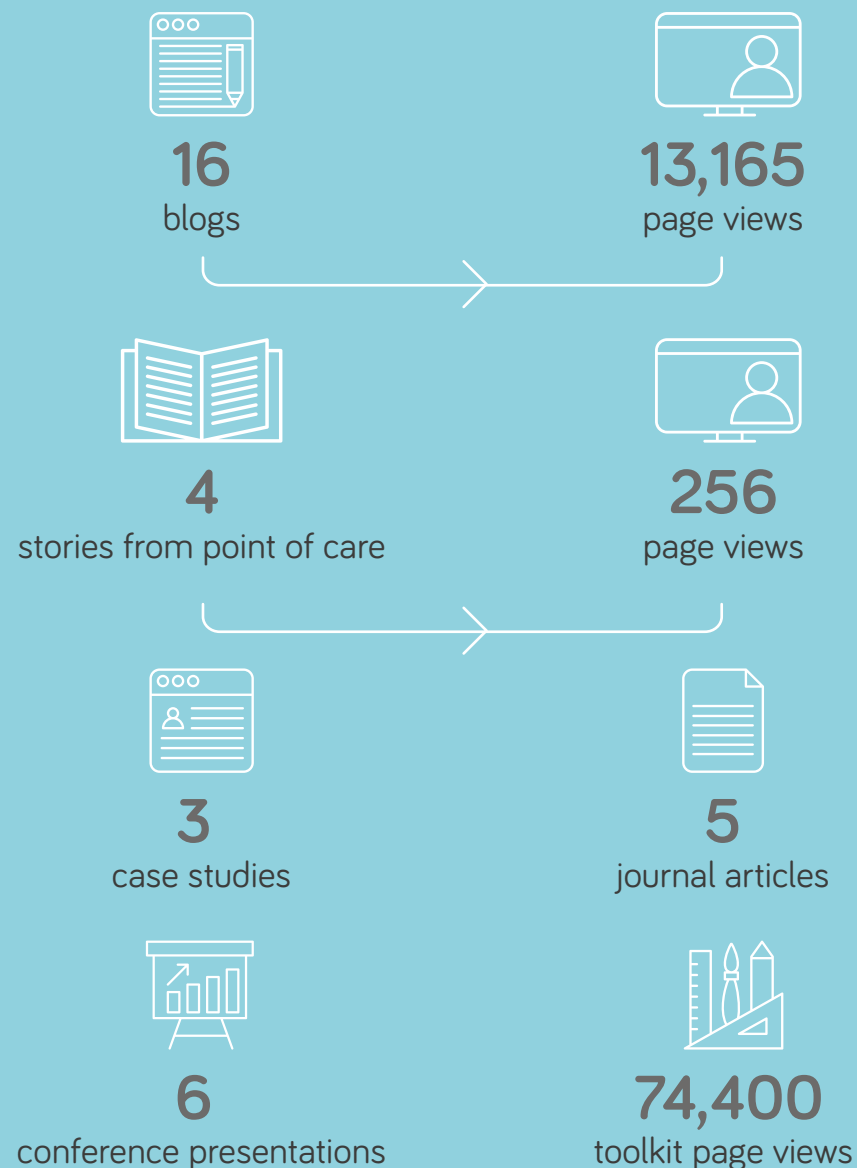 16
blogs
13,165
page views
4
stories from point of care
256
page views
3
case studies
5
journal articles
6
conference presentations
74,400
toolkit page views